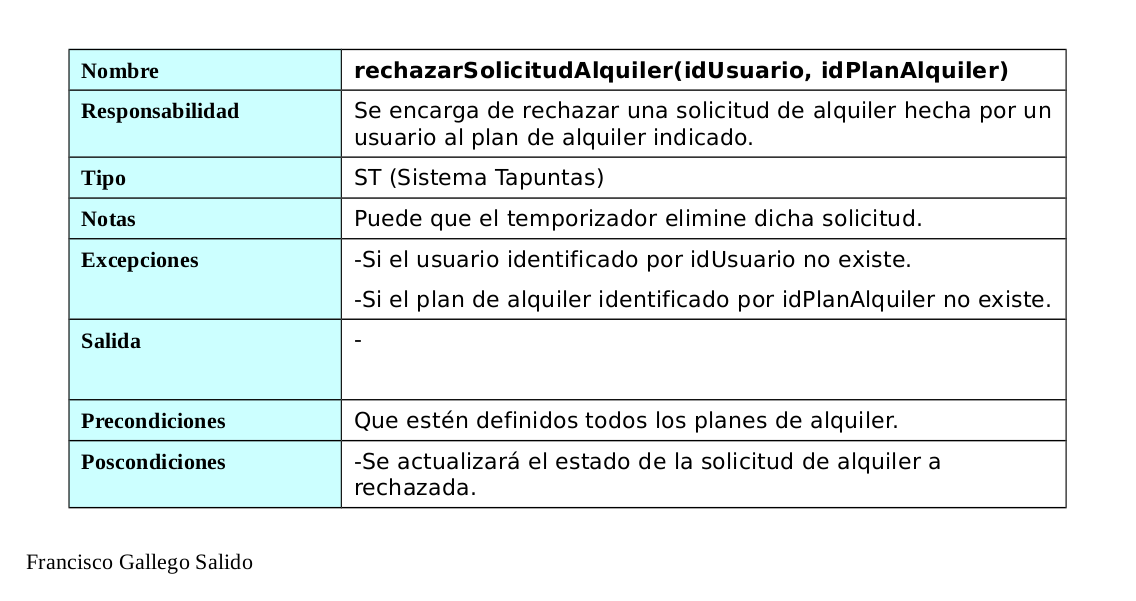 Nombre rechazarSolicitudAlquiler(idUsuario, idPlanAlquiler)
Responsabilidad Se encarga de rechazar una solicitud de alquiler hecha por un
usuario al plan de alquiler indicado.
Tipo ST (Sistema Tapuntas)
Notas Puede que el temporizador elimine dicha solicitud.
Excepciones -Si el usuario identificado por idUsuario no existe.
-Si el plan de alquiler identificado por idPlanAlquiler no existe.
Salida -
Precondiciones Que estén definidos todos los planes de alquiler.
Poscondiciones -Se actualizará el estado de la solicitud de alquiler a
rechazada.
Francisco Gallego Salido